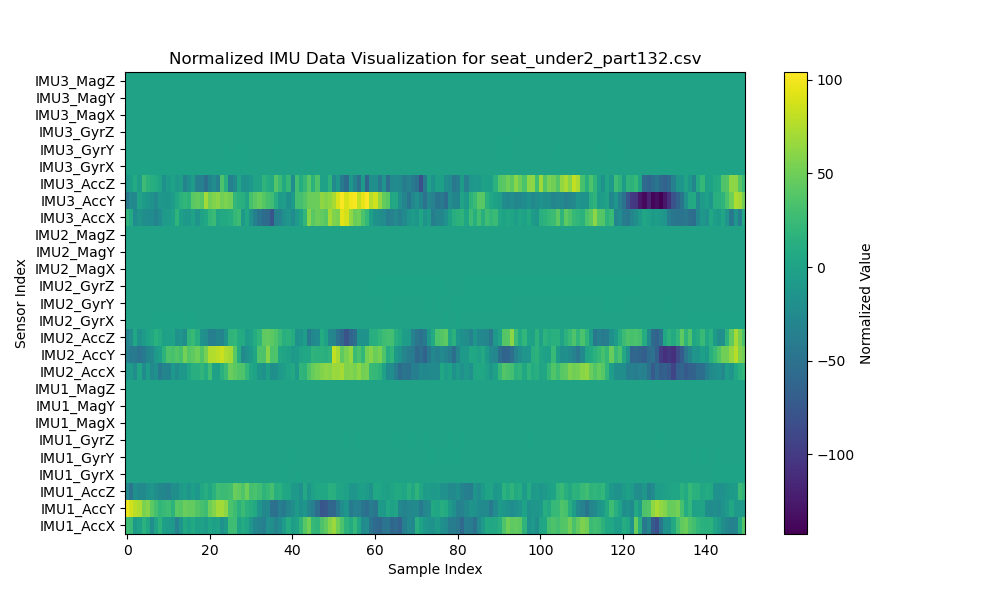 Normalized IMU Data Visualization for seat_under2_part132.csv
IMU3_MagZ
IMU3_MagY
IMU3_MagX
IMU3_GyrZ
IMU3_GyrY
IMU3_GyrX
IMU3_AccZ
IMU3_AccY
IMU3_AccX
IMU2_MagZ
IMU2_MagY
IMU2_MagX
IMU2_GyrZ
IMU2_GyrY
IMU2_GyrX
IMU2_AccZ
IMU2_AccY
IMU2_AccX
IMU1_MagZ
IMU1_MagY
IMU1_MagX
IMU1_GyrZ
IMU1_GyrY
IMU1_GyrX
IMU1_AccZ
IMU1_AccY
IMU1_AccX
Sensor Index
0 20 40 60 80 100 120 140
Sample Index
100
50
0
−50
−100
Normalized Value